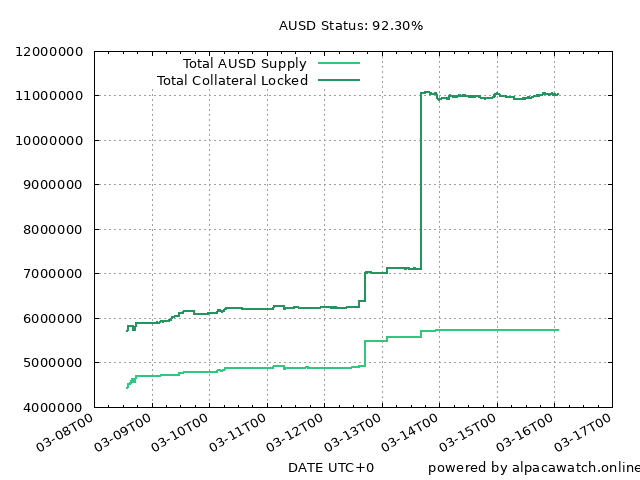 AUSD Status: 92.30%
12000000
Total AUSD Supply
Total Collateral Locked
11000000
10000000
9000000
8000000
7000000
6000000
5000000
4000000
03-08T00 03-09T00 03-10T00 03-11T00 03-12T00 03-13T00 03-14T00 03-15T00 03-16T00 03-17T00
DATE UTC+0 powered by alpacawatch.online